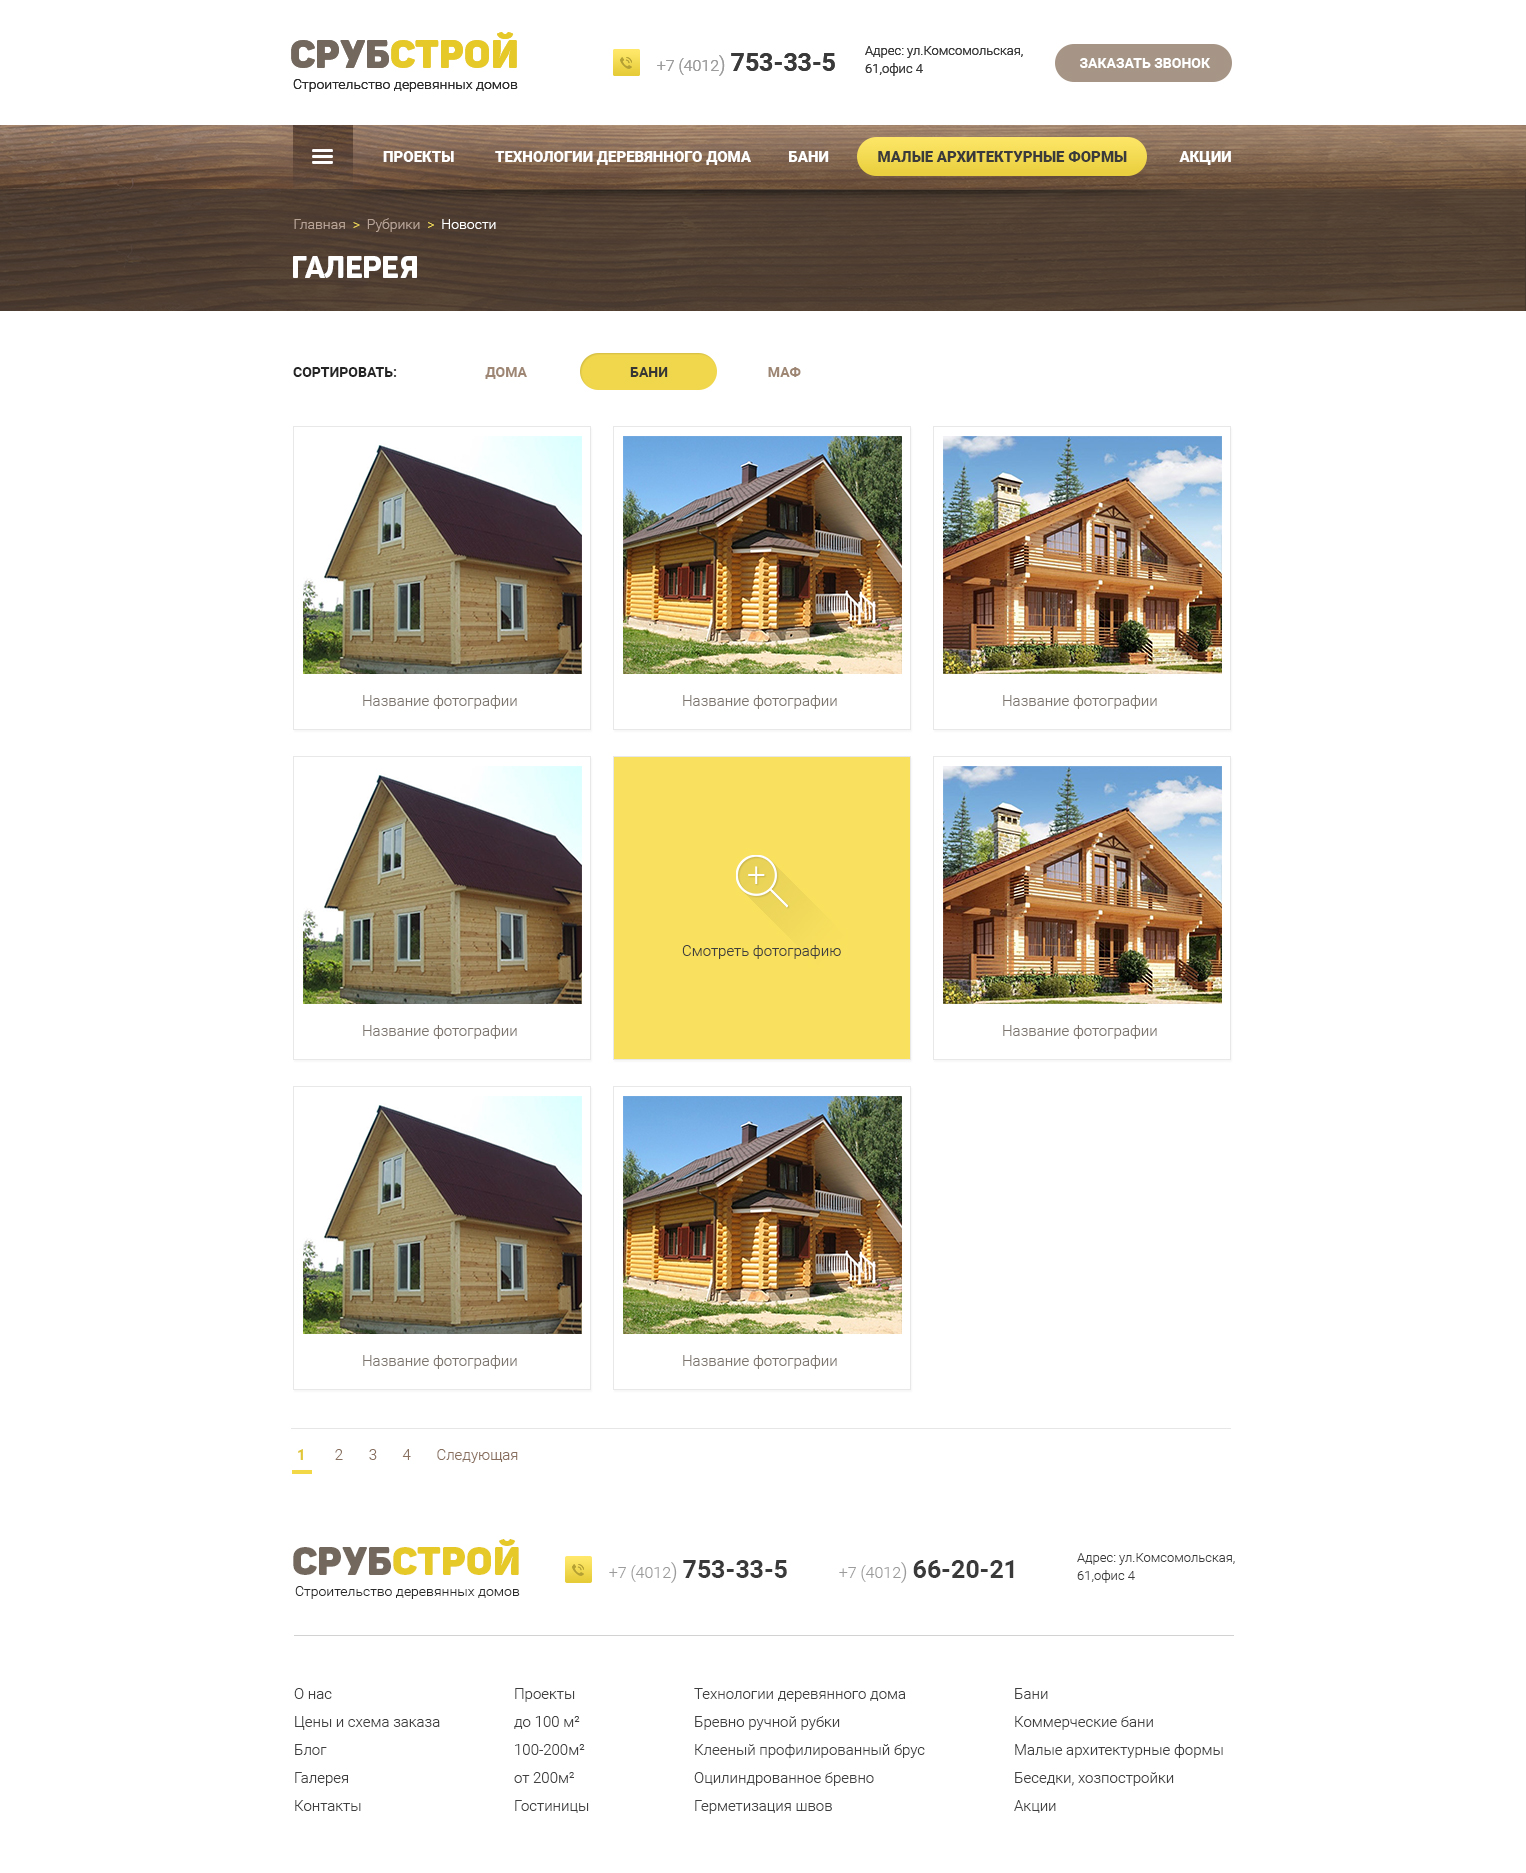 СРУБСТРОЙ
Строительство деревянных домов
+7 (4012) 753-33-5
Адрес: ул.Комсомольская,
61,офис 4
ЗАКАЗАТЬ ЗВОНОК
ПРОЕКТЫ
ТЕХНОЛОГИИ ДЕРЕВЯННОГО ДОМА
БАНИ
МАЛЫЕ АРХИТЕКТУРНЫЕ ФОРМЫ
АКЦИИ
Главная > Рубрики > Новости
ГАЛЕРЕЯ
СОРТИРОВАТЬ:
ДОМА
БАНИ
МАФ
Название фотографии
Название фотографии
Название фотографии
Название фотографии
Смотреть фотографию
Название фотографии
Название фотографии
Название фотографии
1 2 3 4 Следующая
СРУБСТРОЙ
Строительство деревянных домов
+7 (4012) 753-33-5
+7 (4012) 66-20-21
Адрес: ул.Комсомольская,
61,офис 4
О нас
Цены и схема заказа
Блог
Галерея
Контакты
Проекты
до 100 м²
100-200м²
от 200м²
Гостиницы
Технологии деревянного дома
Бревно ручной рубки
Клееный профилированный брус
Оцилиндрованное бревно
Герметизация швов
Бани
Коммерческие бани
Малые архитектурные формы
Беседки, хозпостройки
Акции